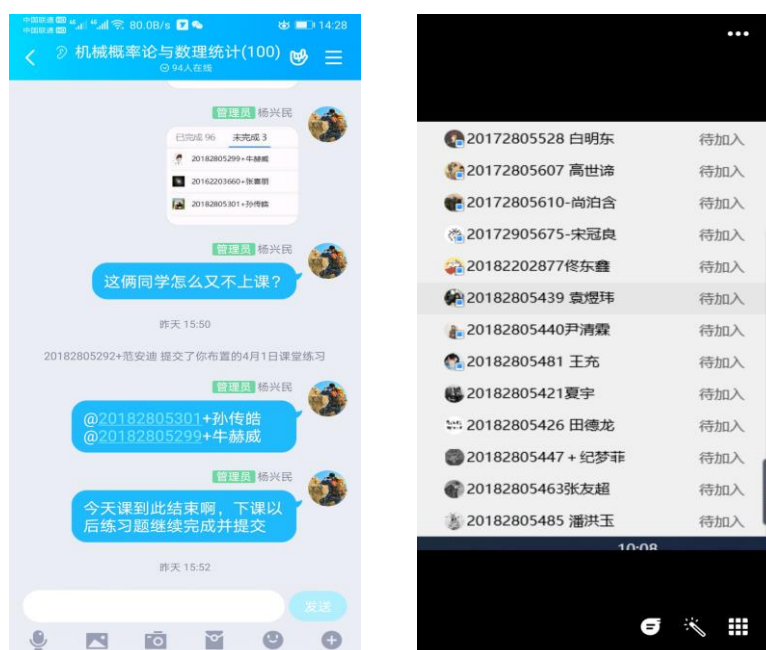 中国联通 HD
中国联通 HD
80.0B/s
14:28
机械概率论与数理统计(100)
94人在线
管理员 杨兴民
已完成 96 未完成 3
20182805299+牛赫威
20162203660+张寰朋
20182805301+孙传皓
管理员 杨兴民
这俩同学怎么又不上课？
昨天 15:50
20182805292+范安迪 提交了你布置的4月1日课堂练习
管理员 杨兴民
@20182805301+孙传皓
@20182805299+牛赫威
管理员 杨兴民
今天课到此结束啊，下课以
后练习题继续完成并提交
昨天 15:52
发送
20172805528 白明东 待加入
20172805607 高世谛 待加入
20172805610-尚泊含 待加入
20172905675-宋冠良 待加入
20182202877佟东鑫 待加入
20182805439 袁煜玮 待加入
20182805440尹清霖 待加入
20182805481 王充 待加入
20182805421夏宇 待加入
20182805426 田德龙 待加入
20182805447 + 纪梦菲 待加入
20182805463张友超 待加入
20182805485 潘洪玉 待加入
10:08